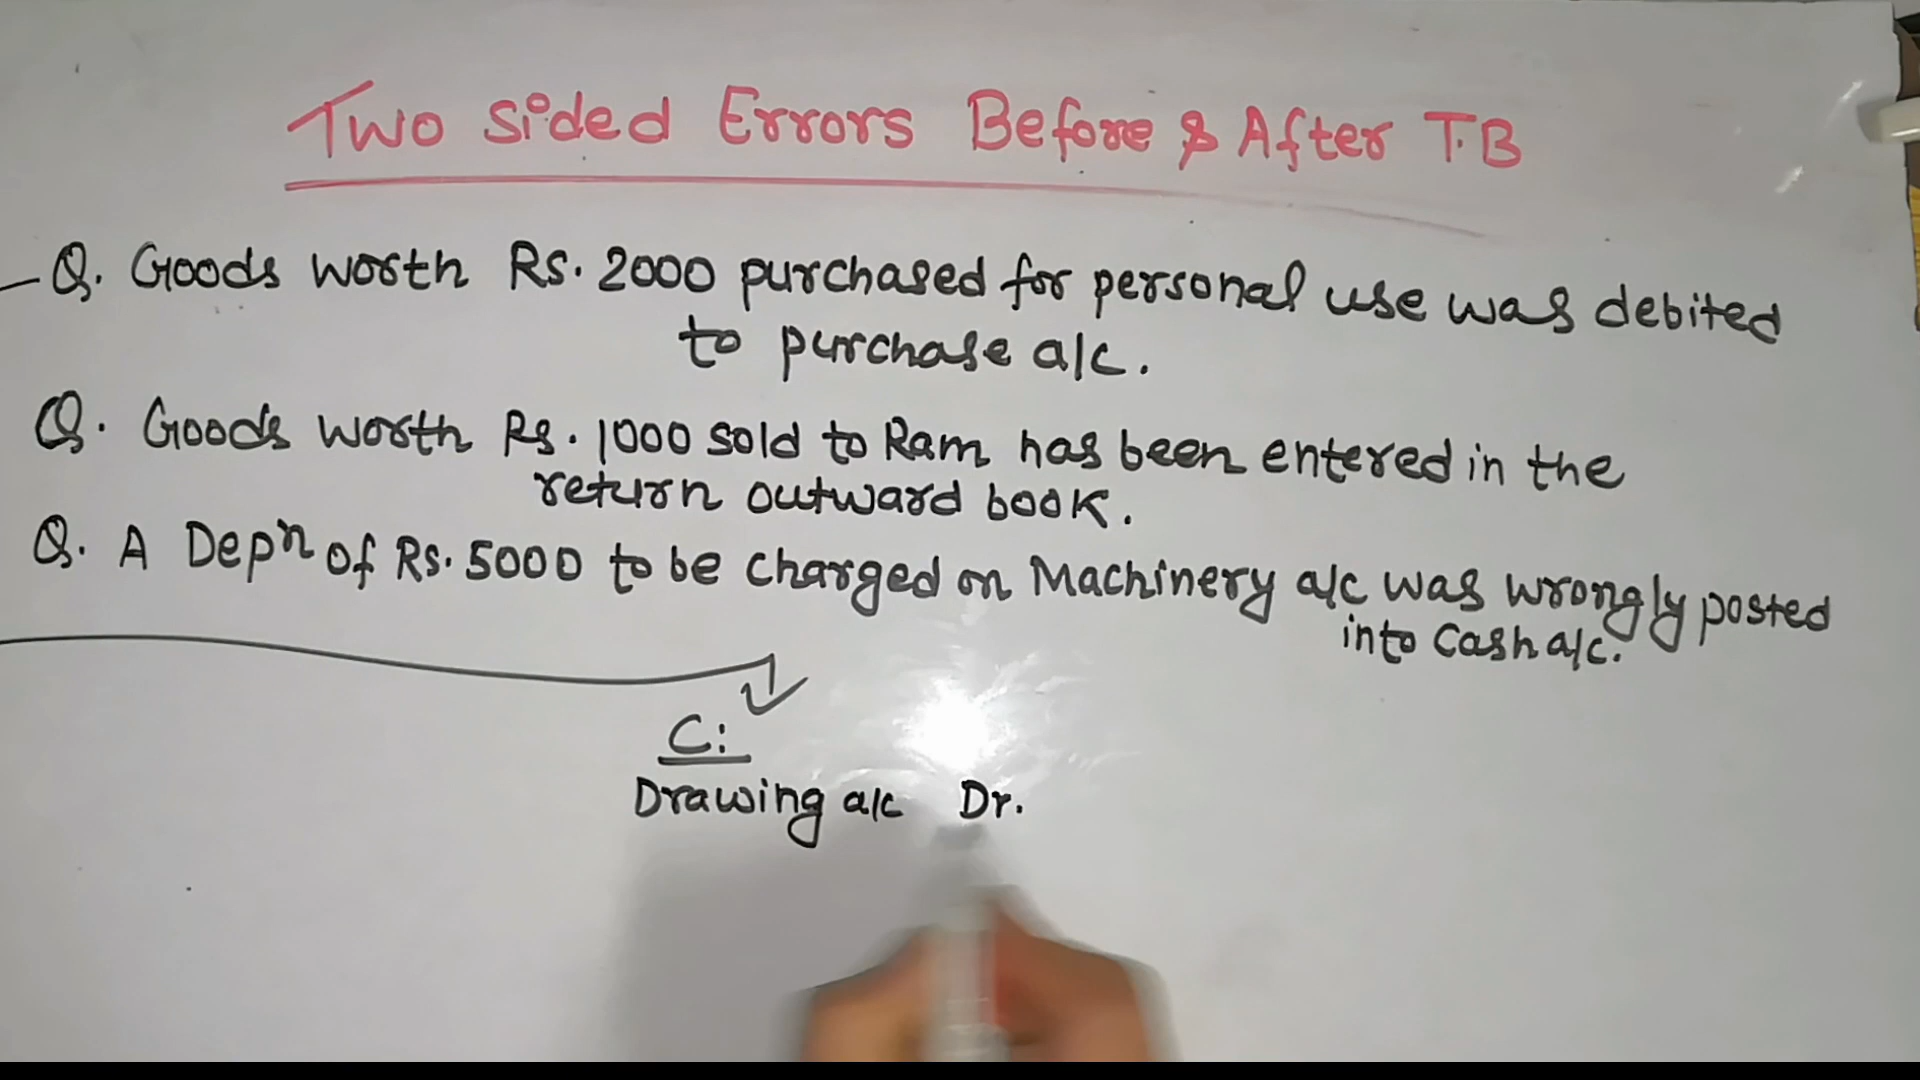 Two Sided Errors Before & After T.B
Q. Goods worth Rs. 2000 purchased for personal use was debited
to purchase a/c.
Q. Goods worth Rs. 1000 sold to Ram has been entered in the
return outward book.
Q. A Depn of Rs. 5000 to be charged on Machinery a/c was wrongly posted
into Cash a/c.
C:
Drawing a/c Dr.